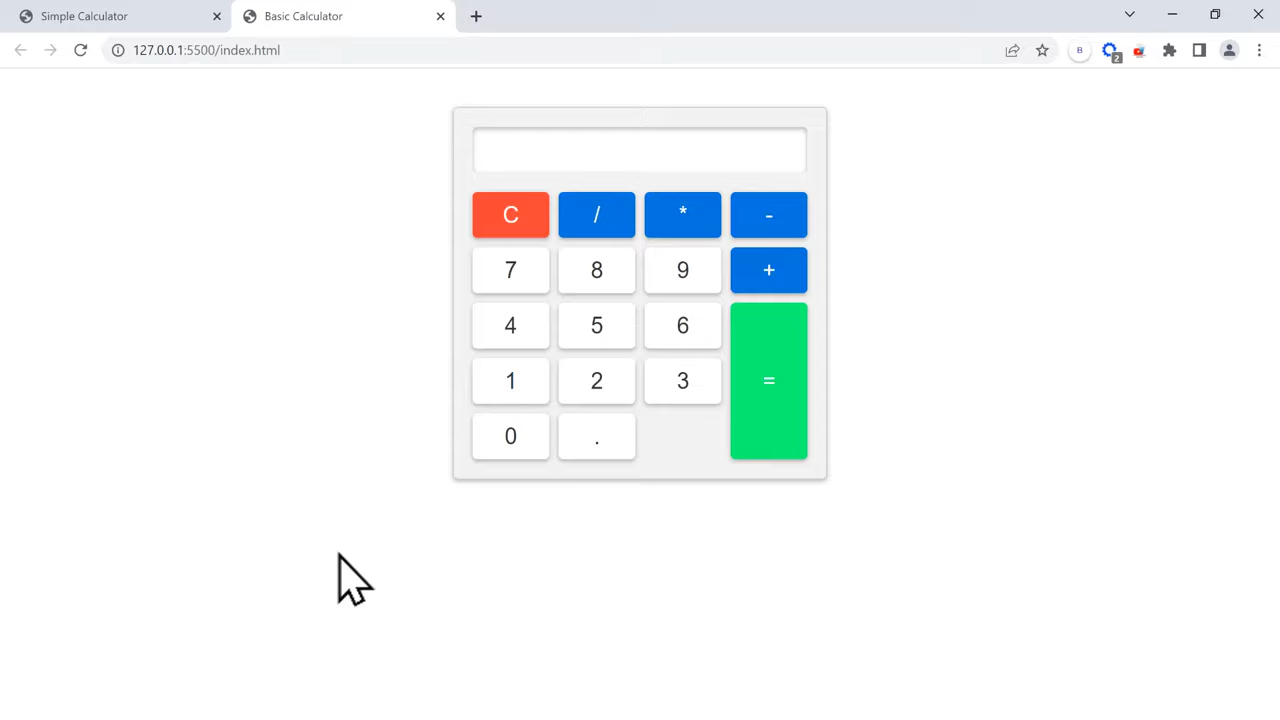 Simple Calculator
Basic Calculator
127.0.0.1:5500/index.html
B
2
C / * -
7 8 9 +
4 5 6
1 2 3 =
0 .